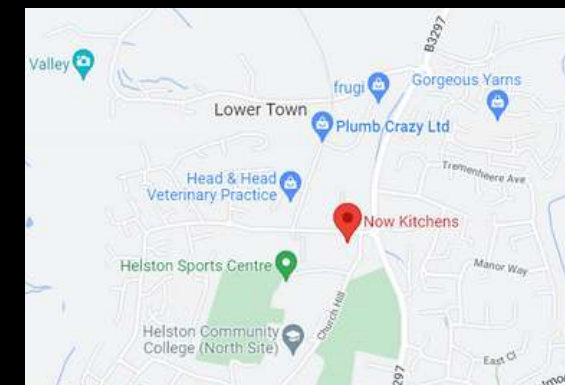 B3297
Valley
frugi
Gorgeous Yarns
Lower Town
Plumb Crazy Ltd
Tremenheere Ave
Head & Head
Veterinary Practice
Now Kitchens
Helston Sports Centre
Manor Way
Church Hill
Helston Community
College (North Site)
East Cl